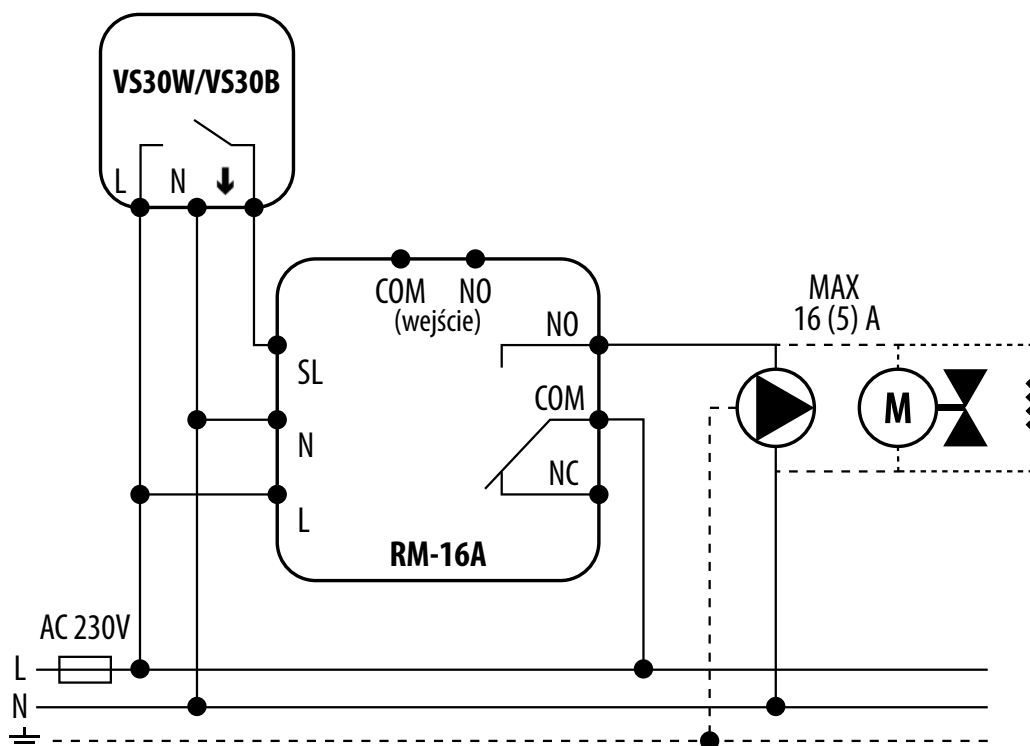 VS30W/VS30B
L N
COM NO
(wejście)
NO
SL
COM
N
NC
L
RM-16A
MAX
16 (5) A
M
AC 230V
L
N